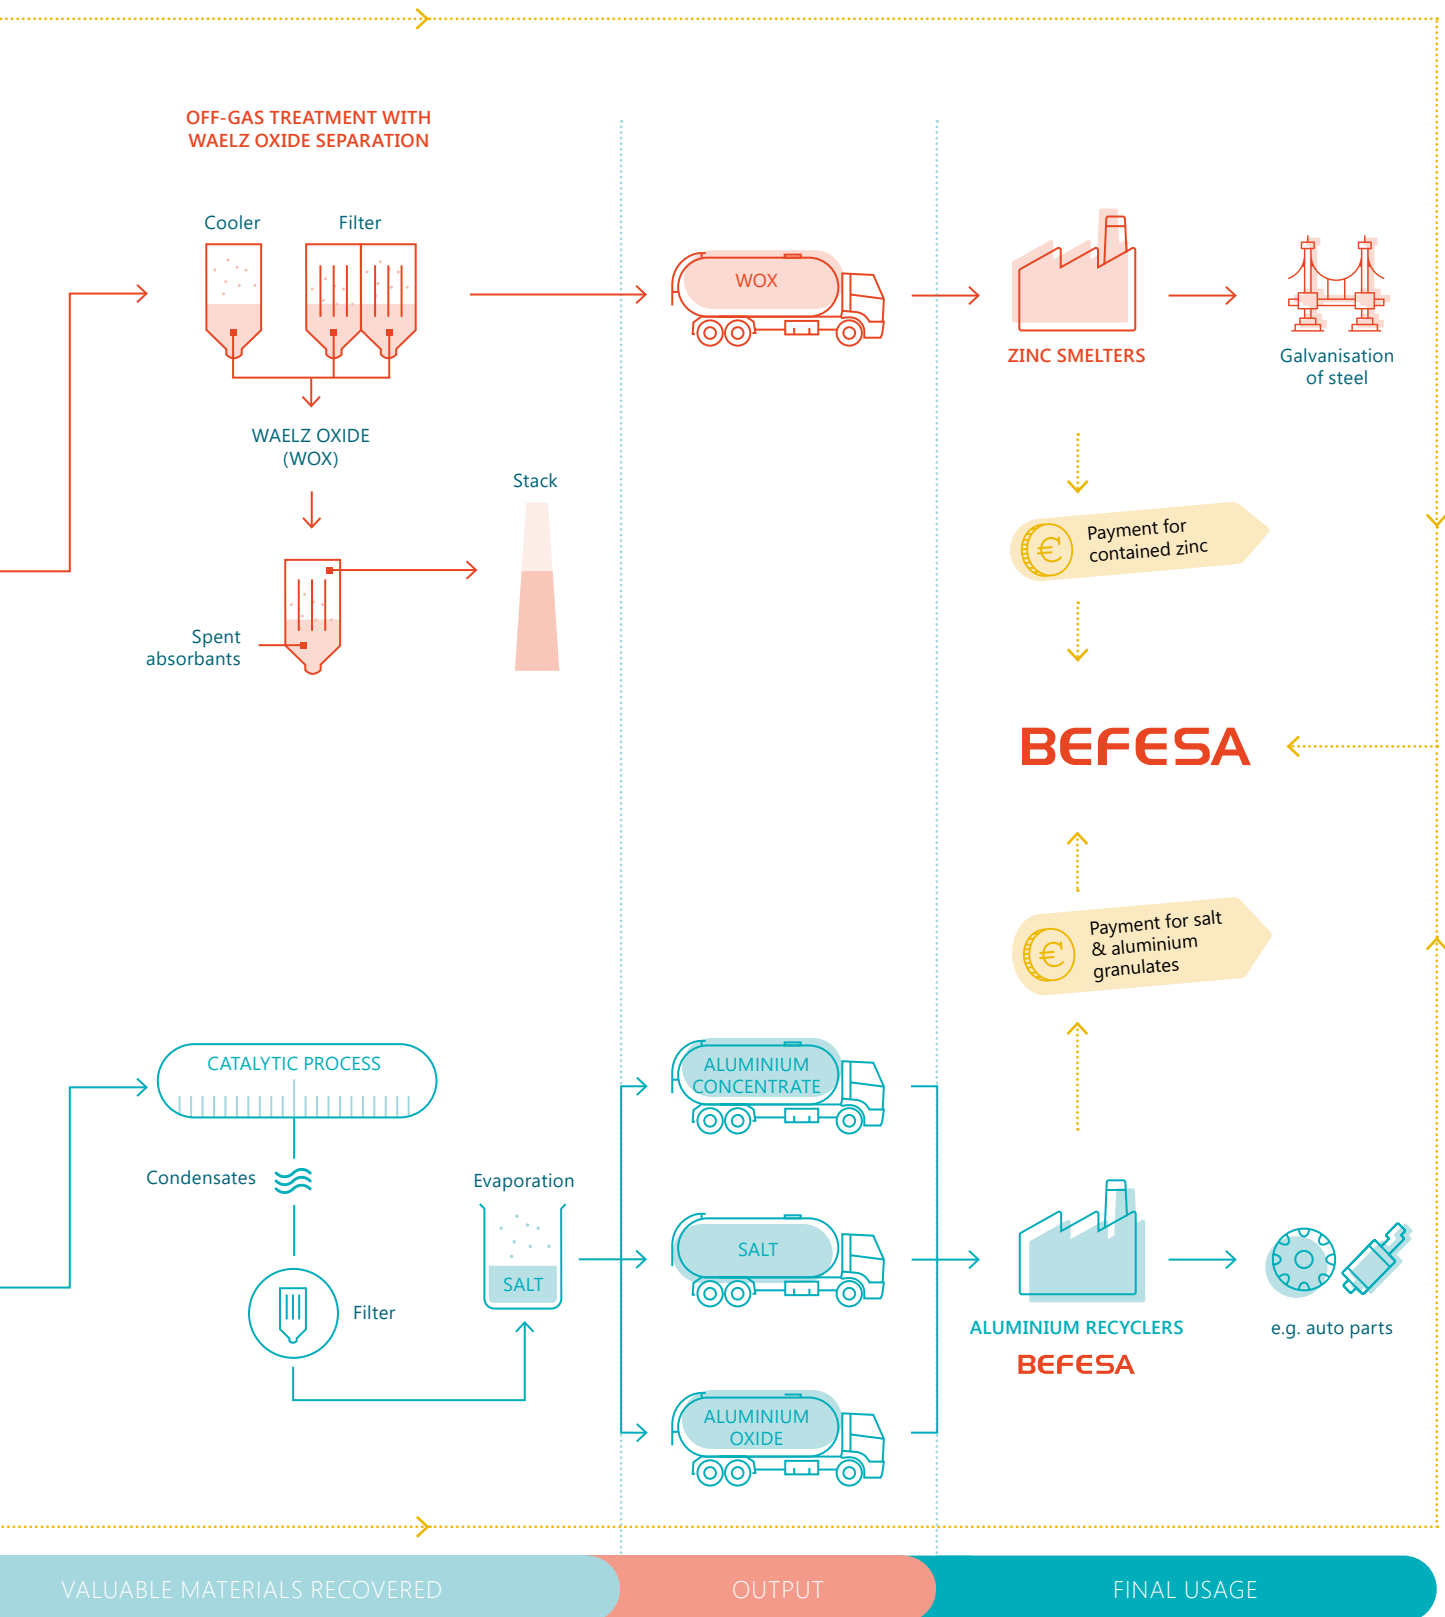 OFF-GAS TREATMENT WITH
WAELZ OXIDE SEPARATION
Cooler
Filter
WOX
ZINC SMELTERS
Galvanisation
of steel
WAELZ OXIDE
(WOX)
Stack
Spent
absorbants
Payment for
contained zinc
BEFESA
Payment for salt
& aluminium
granulates
CATALYTIC PROCESS
Condensates
Filter
Evaporation
SALT
ALUMINIUM
CONCENTRATE
SALT
ALUMINIUM
OXIDE
ALUMINIUM RECYCLERS
BEFESA
e.g. auto parts
VALUABLE MATERIALS RECOVERED
OUTPUT
FINAL USAGE